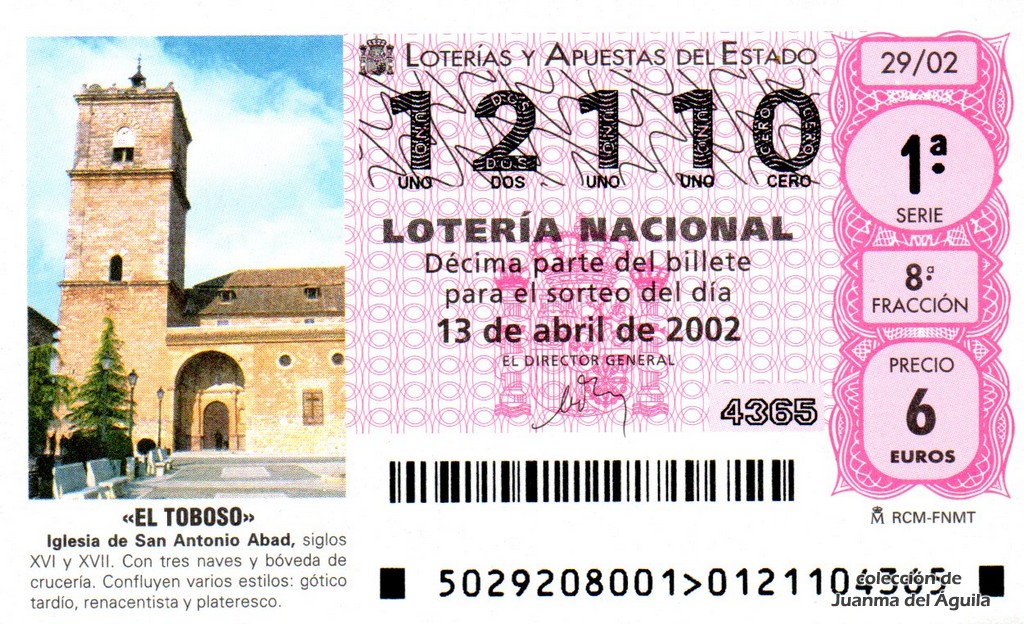 LOTERÍAS Y APUESTAS DEL ESTADO
12110
UNO DOS UNO UNO CERO
LOTERÍA NACIONAL
Décima parte del billete
para el sorteo del día
13 de abril de 2002
EL DIRECTOR GENERAL
4365
29/02
1ª
SERIE
8ª
FRACCIÓN
PRECIO
6
EUROS
RCM-FNMT
«EL TOBOSO»
Iglesia de San Antonio Abad, siglos
XVI y XVII. Con tres naves y bóveda de
crucería. Confluyen varios estilos: gótico
tardío, renacentista y plateresco.
5029208001>0121104365
colección de
Juanma del Águila